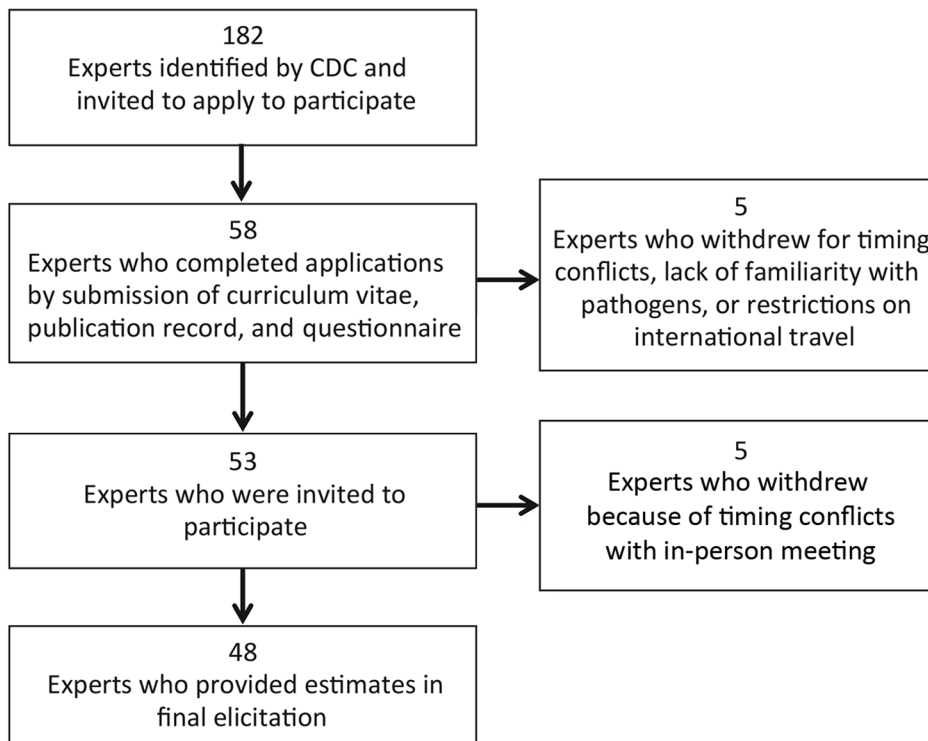 182
Experts identified by CDC and
invited to apply to participate
58
Experts who completed applications
by submission of curriculum vitae,
publication record, and questionnaire
5
Experts who withdrew for timing
conflicts, lack of familiarity with
pathogens, or restrictions on
international travel
53
Experts who were invited to
participate
5
Experts who withdrew
because of timing conflicts
with in-person meeting
48
Experts who provided estimates in
final elicitation